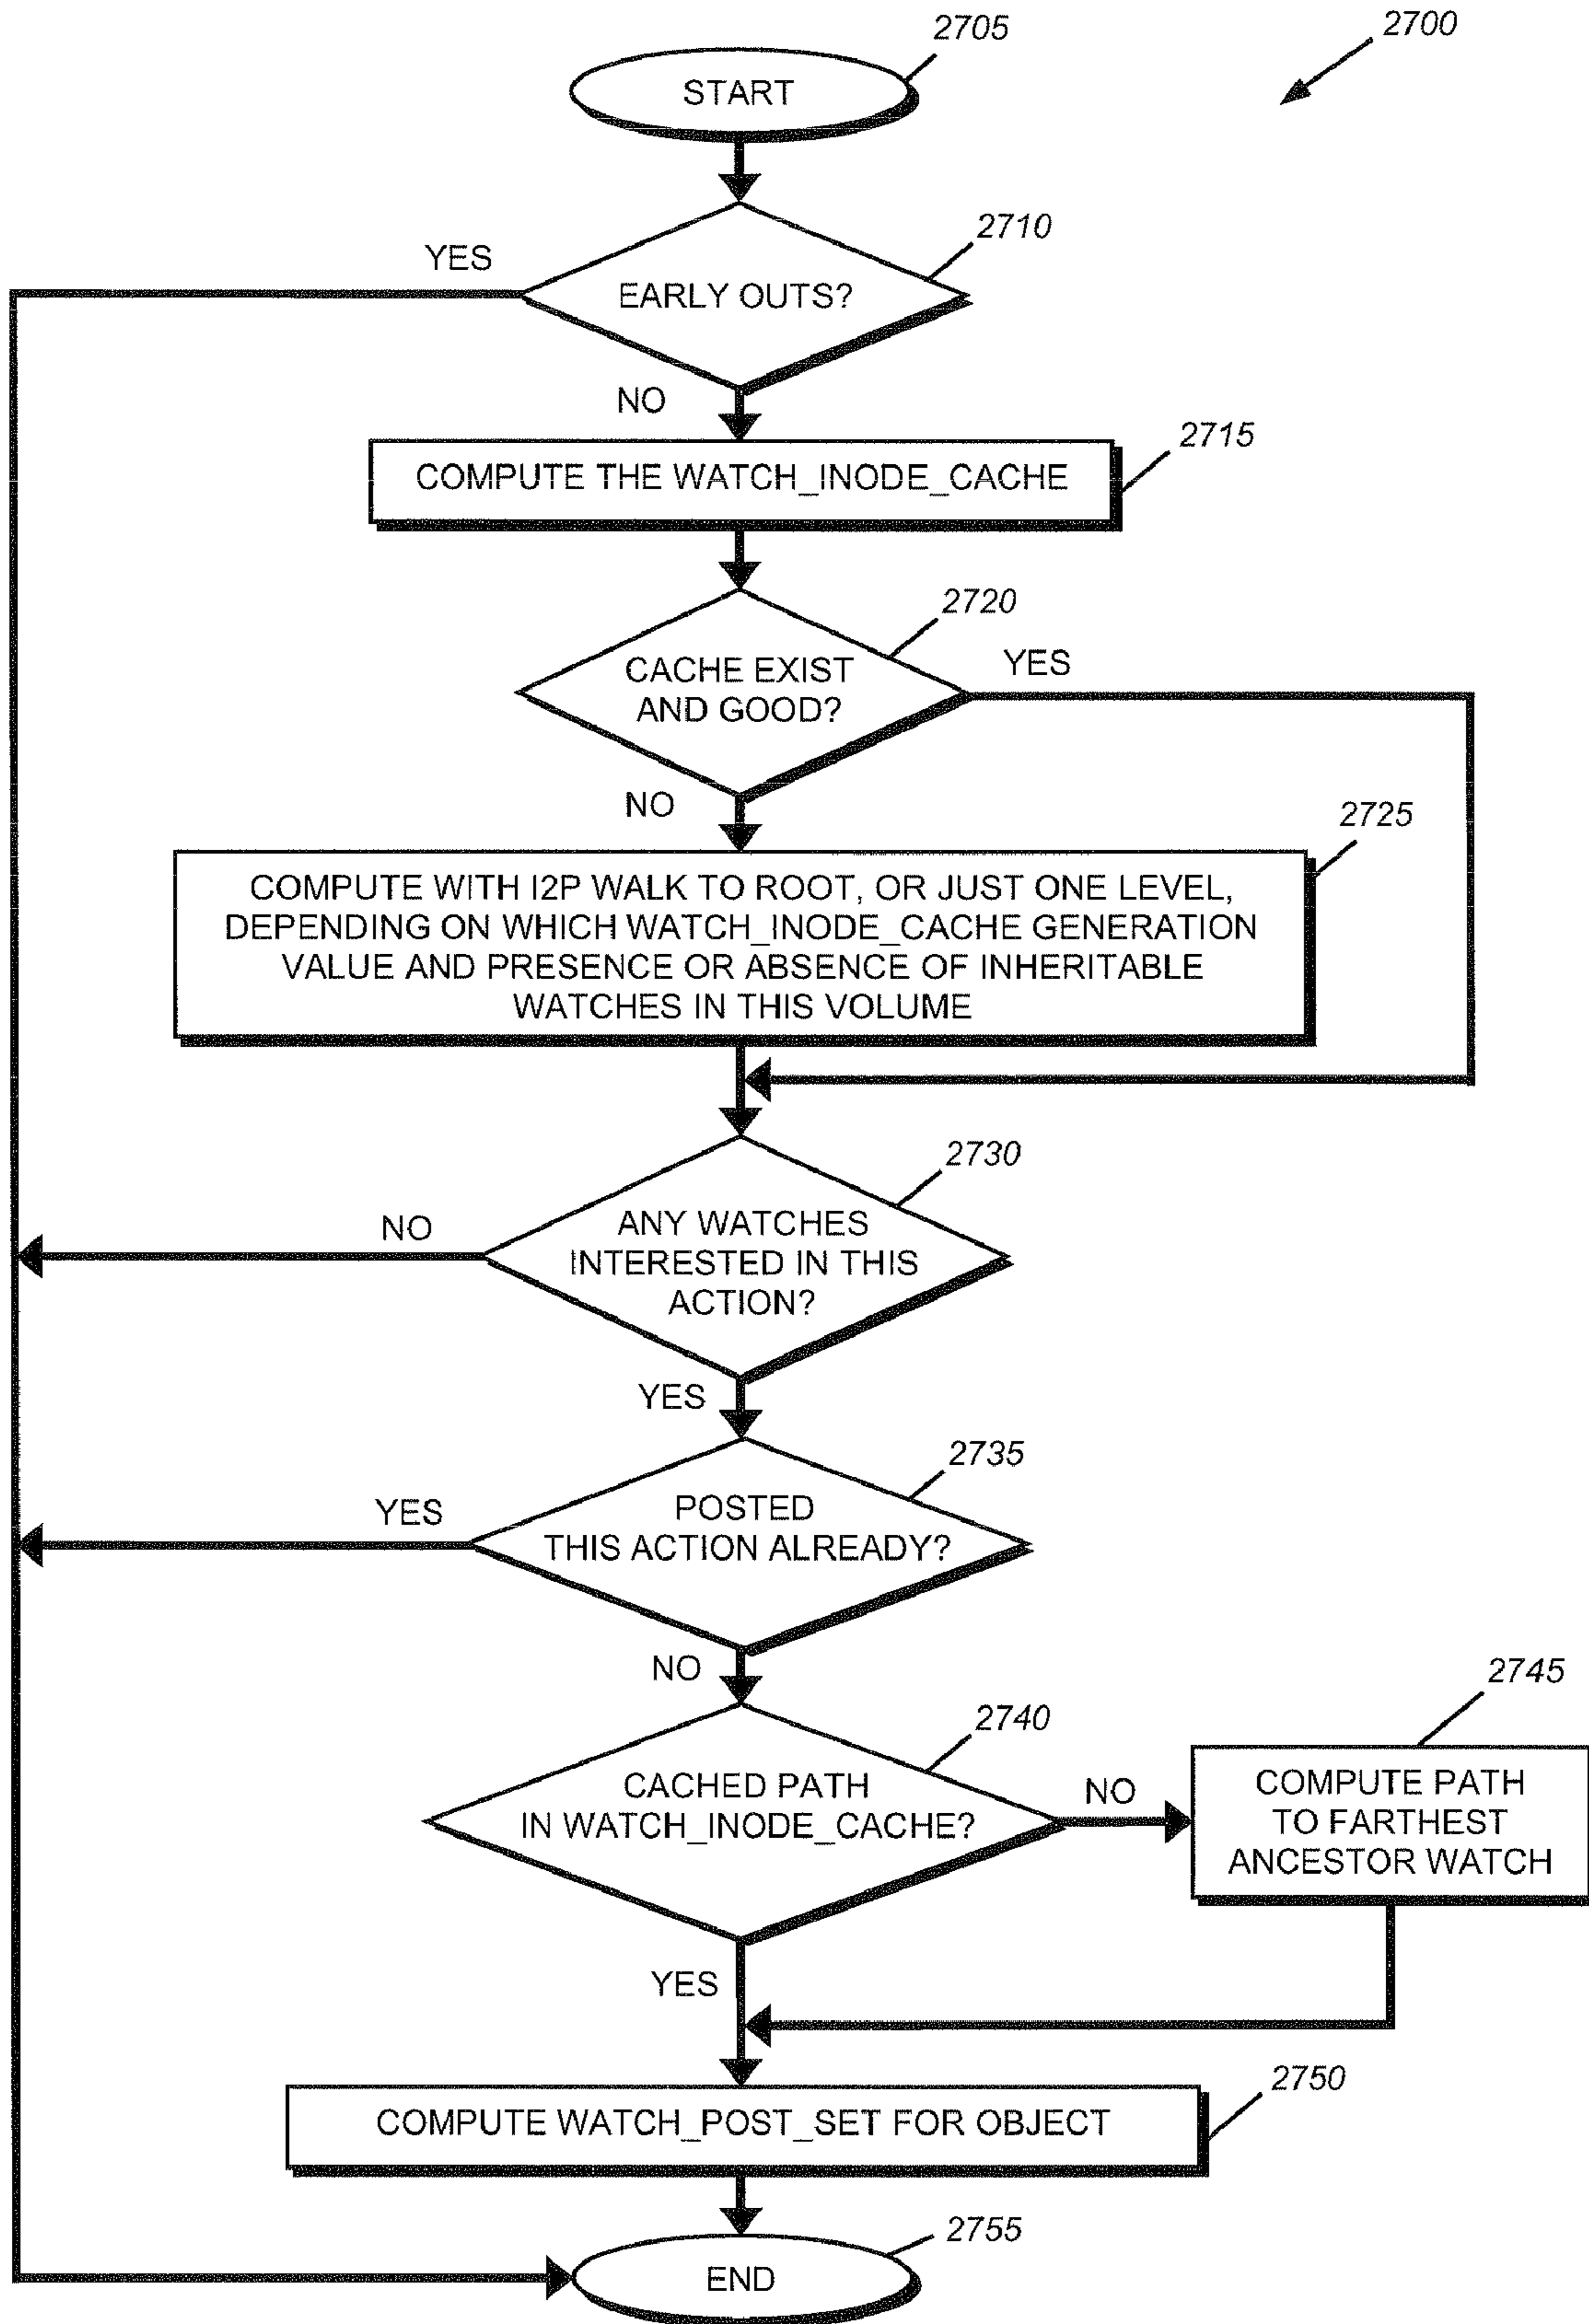 2705
2700
START
2710
YES
EARLY OUTS?
NO
2715
COMPUTE THE WATCH_INODE_CACHE
2720
CACHE EXIST
AND GOOD?
YES
NO
2725
COMPUTE WITH I2P WALK TO ROOT, OR JUST ONE LEVEL,
DEPENDING ON WHICH WATCH_INODE_CACHE GENERATION
VALUE AND PRESENCE OR ABSENCE OF INHERITABLE
WATCHES IN THIS VOLUME
2730
NO
ANY WATCHES
INTERESTED IN THIS
ACTION?
YES
2735
YES
POSTED
THIS ACTION ALREADY?
NO
2740
2745
CACHED PATH
IN WATCH_INODE_CACHE?
NO
COMPUTE PATH
TO FARTHEST
ANCESTOR WATCH
YES
2750
COMPUTE WATCH_POST_SET FOR OBJECT
2755
END